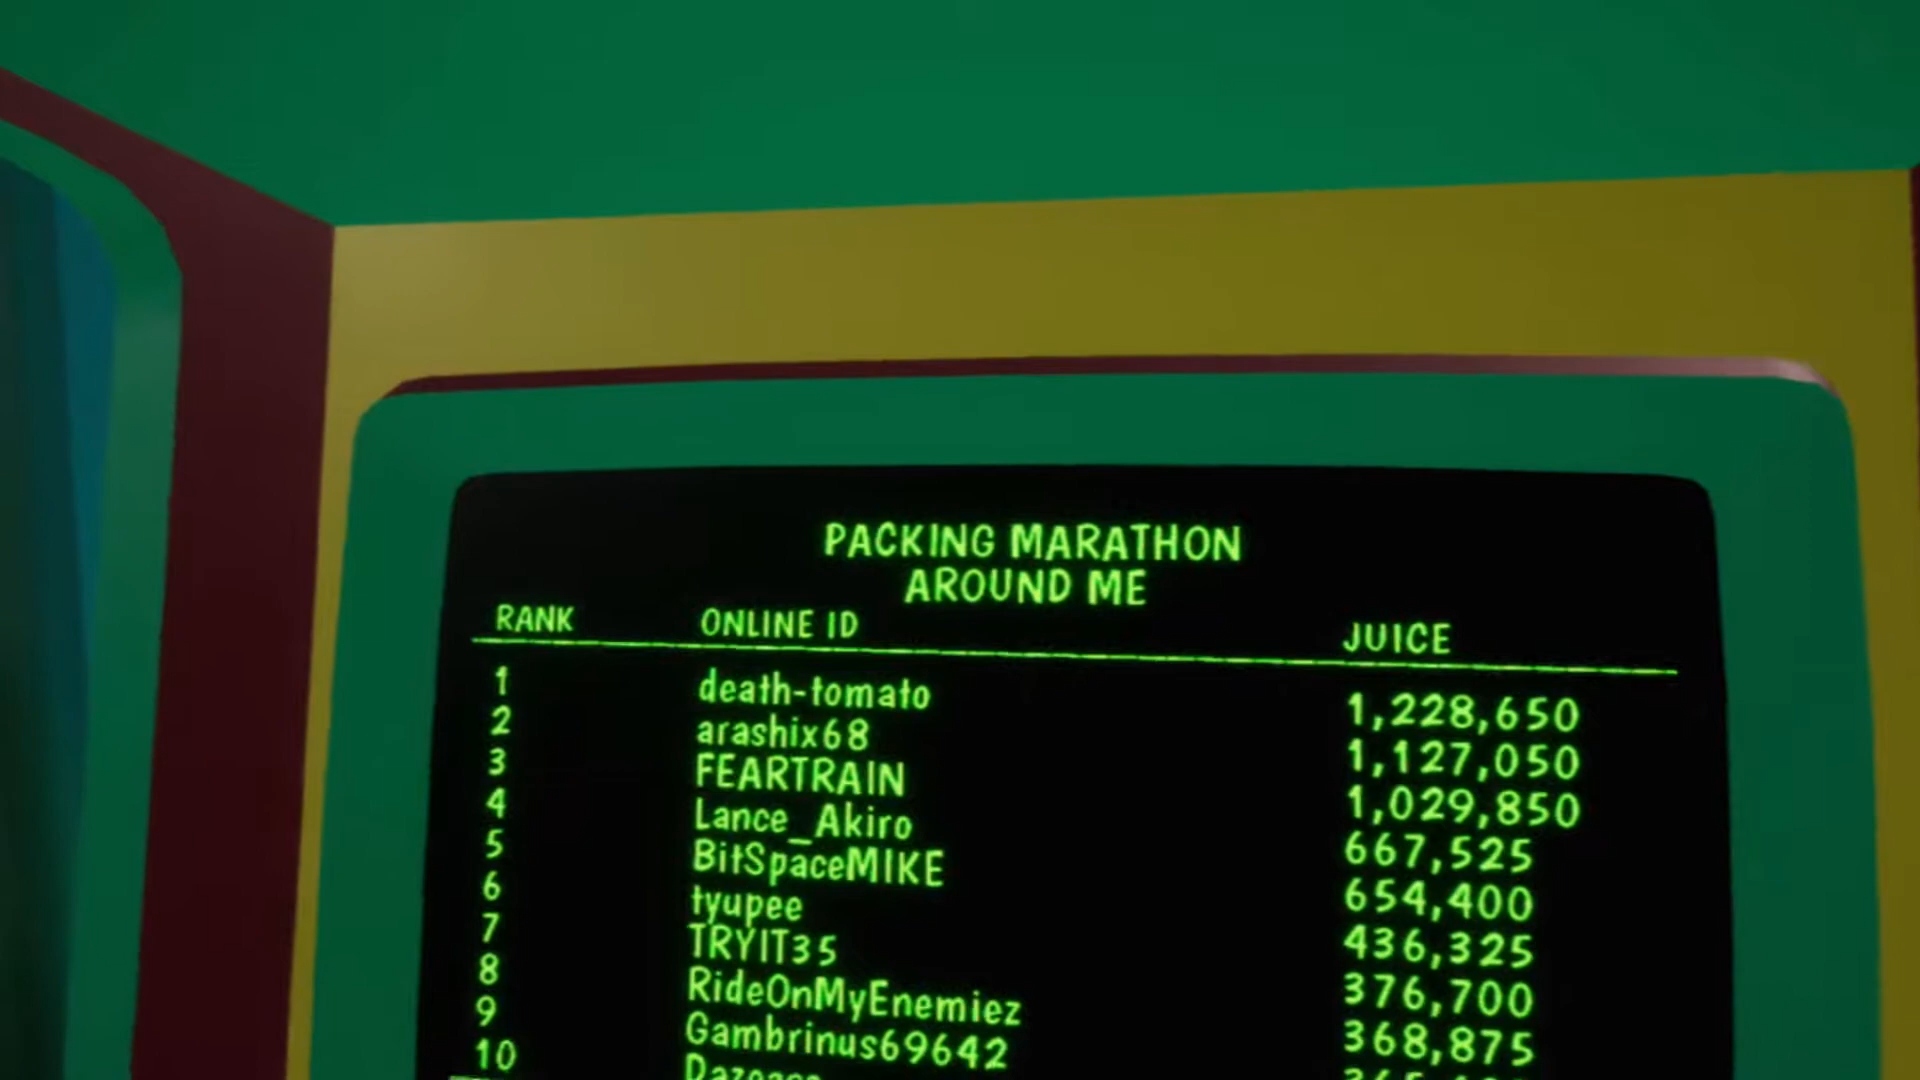 PACKING MARATHON
AROUND ME
RANK ONLINE ID JUICE
1 death-tomato 1,228,650
2 arashix68 1,127,050
3 FEARTRAIN 1,029,850
4 Lance_Akiro 667,525
5 BitSpaceMIKE 654,400
6 tyupee 436,325
7 TRYIT35 376,700
8 RideOnMyEnemiez 368,875
9 Gambrinus69642
10